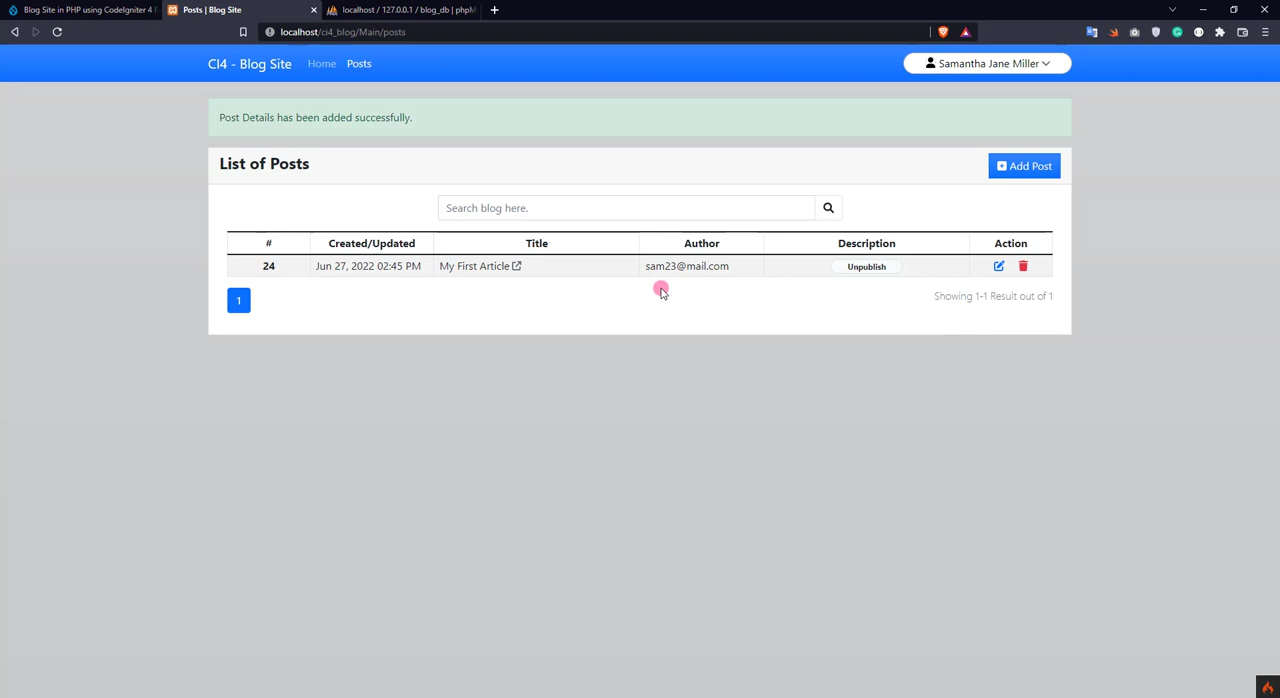 Blog Site in PHP using CodeIgniter 4 F
Posts | Blog Site
localhost / 127.0.0.1 / blog_db | phpM
localhost/ci4_blog/Main/posts
CI4 - Blog Site
Home
Posts
Samantha Jane Miller
Post Details has been added successfully.
List of Posts
Add Post
Search blog here.
# Created/Updated Title Author Description Action
24 Jun 27, 2022 02:45 PM My First Article sam23@mail.com Unpublish
1
Showing 1-1 Result out of 1